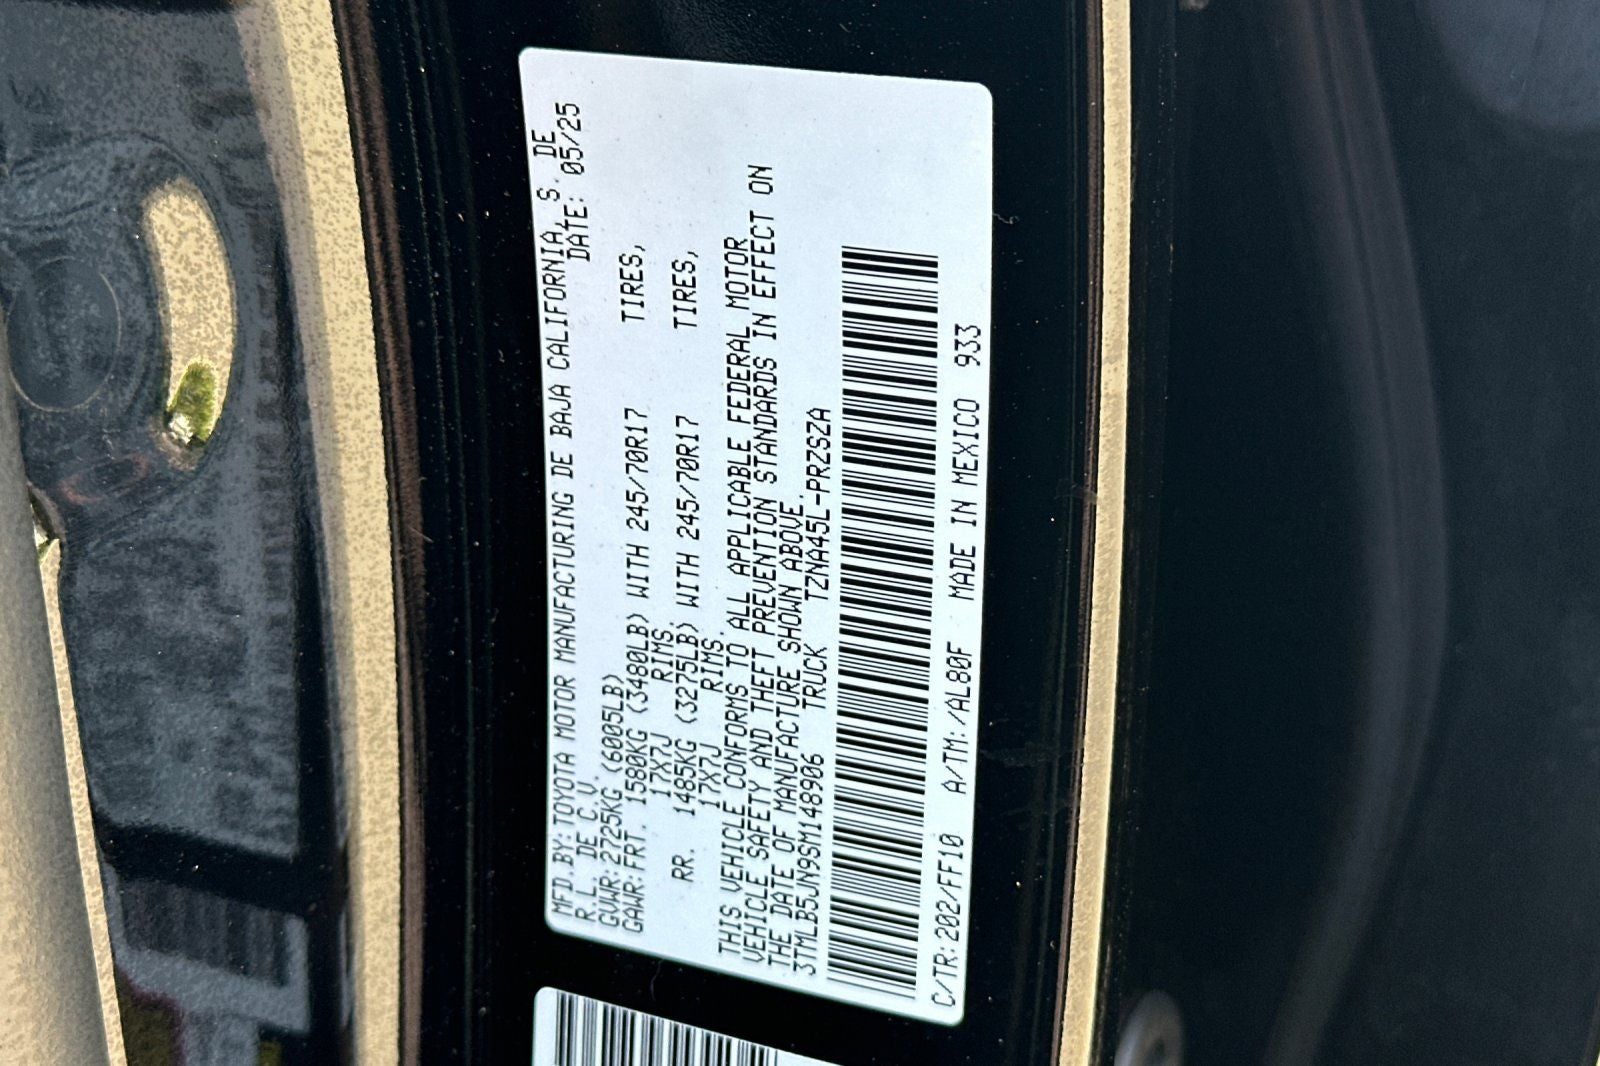 MFD.BY: TOYOTA MOTOR MANUFACTURING DE BAJA CALIFORNIA, S. DE
R.L. DE C.V. DATE: 05/25
GVWR: 2725KG (6005LB)
GAWR: FRT. 1580KG (3480LB) WITH 245/70R17 TIRES,
17X7J RIMS,
RR. 1485KG (3275LB) WITH 245/70R17 TIRES,
17X7J RIMS.
THIS VEHICLE CONFORMS TO ALL APPLICABLE FEDERAL MOTOR
VEHICLE SAFETY AND THEFT PREVENTION STANDARDS IN EFFECT ON
THE DATE OF MANUFACTURE SHOWN ABOVE.
3TMLB5JN9SM148906 TRUCK TZNA45L-PRZSZA
C/TR: 202/FF10 A/TM: /AL80F MADE IN MEXICO 933